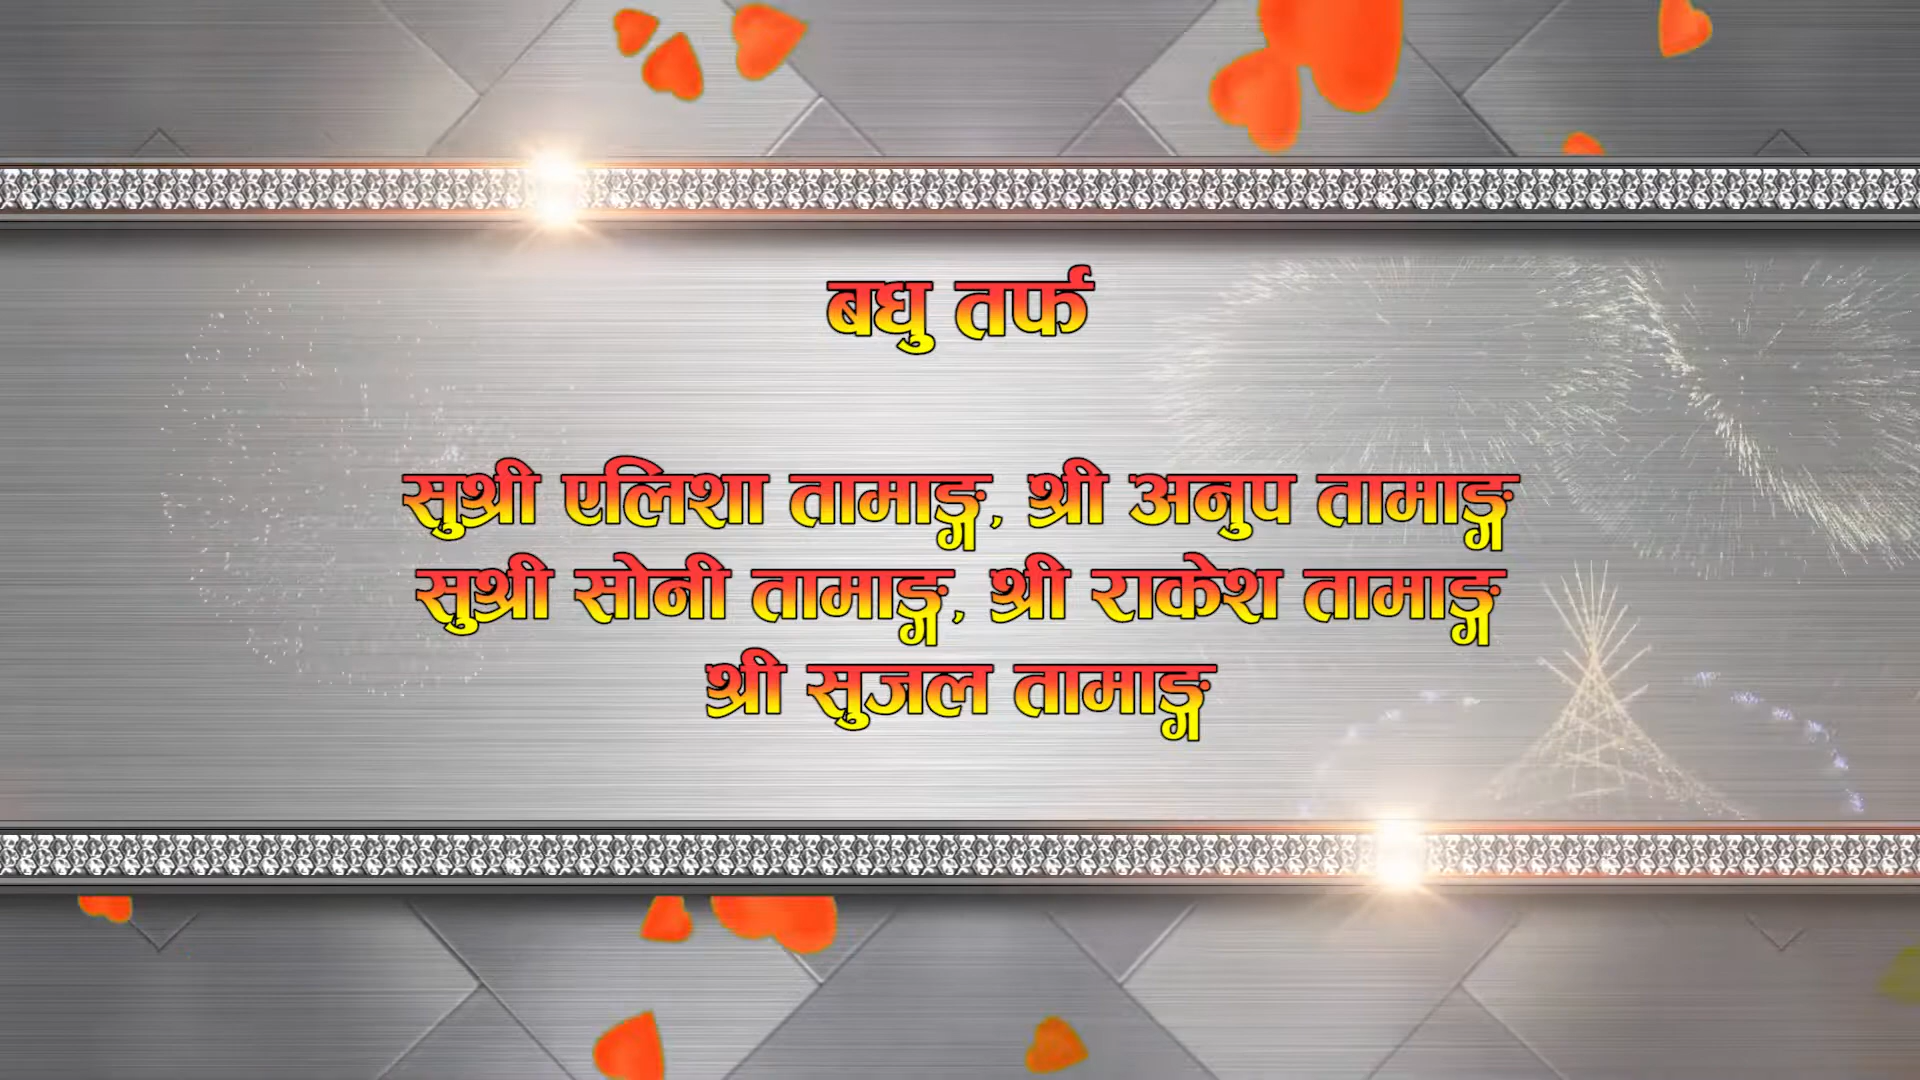 बधु तर्फ
सुश्री एलिशा तामाङ्ग, श्री अनुप तामाङ्ग
सुश्री सोनी तामाङ्ग, श्री राकेश तामाङ्ग
श्री सुजल तामाङ्ग